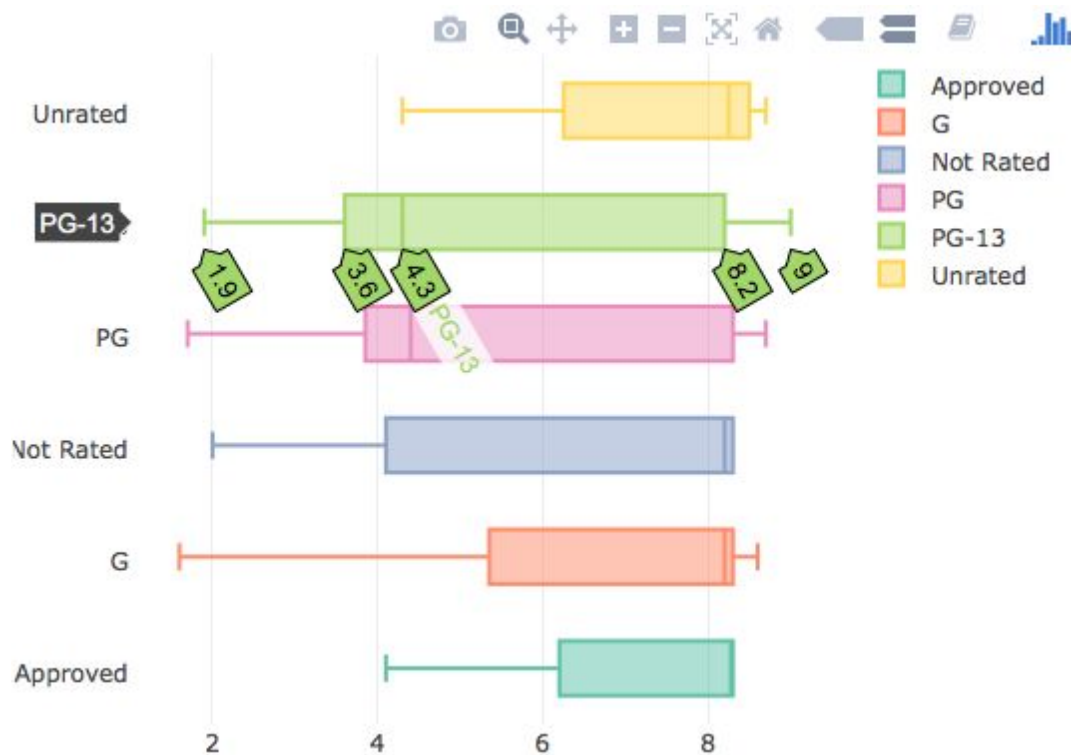 Unrated
PG-13
PG
Not Rated
G
Approved
1.9
3.6
4.3
8.2
9
PG-13
2
4
6
8
Approved
G
Not Rated
PG
PG-13
Unrated